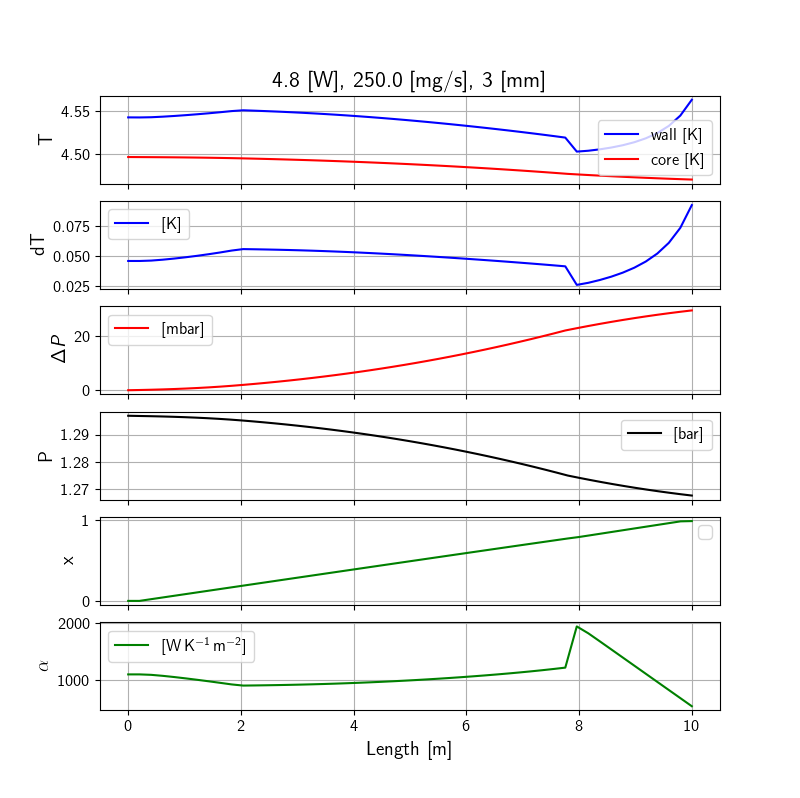 4.8 [W], 250.0 [mg/s], 3 [mm]
4.55
4.50
T
wall [K]
core [K]
0.075
0.050
0.025
dT
[K]
20
0
ΔP
[mbar]
1.29
1.28
1.27
P
[bar]
1
0
x
2000
1000
α
[W K⁻¹ m⁻²]
0 2 4 6 8 10
Length [m]